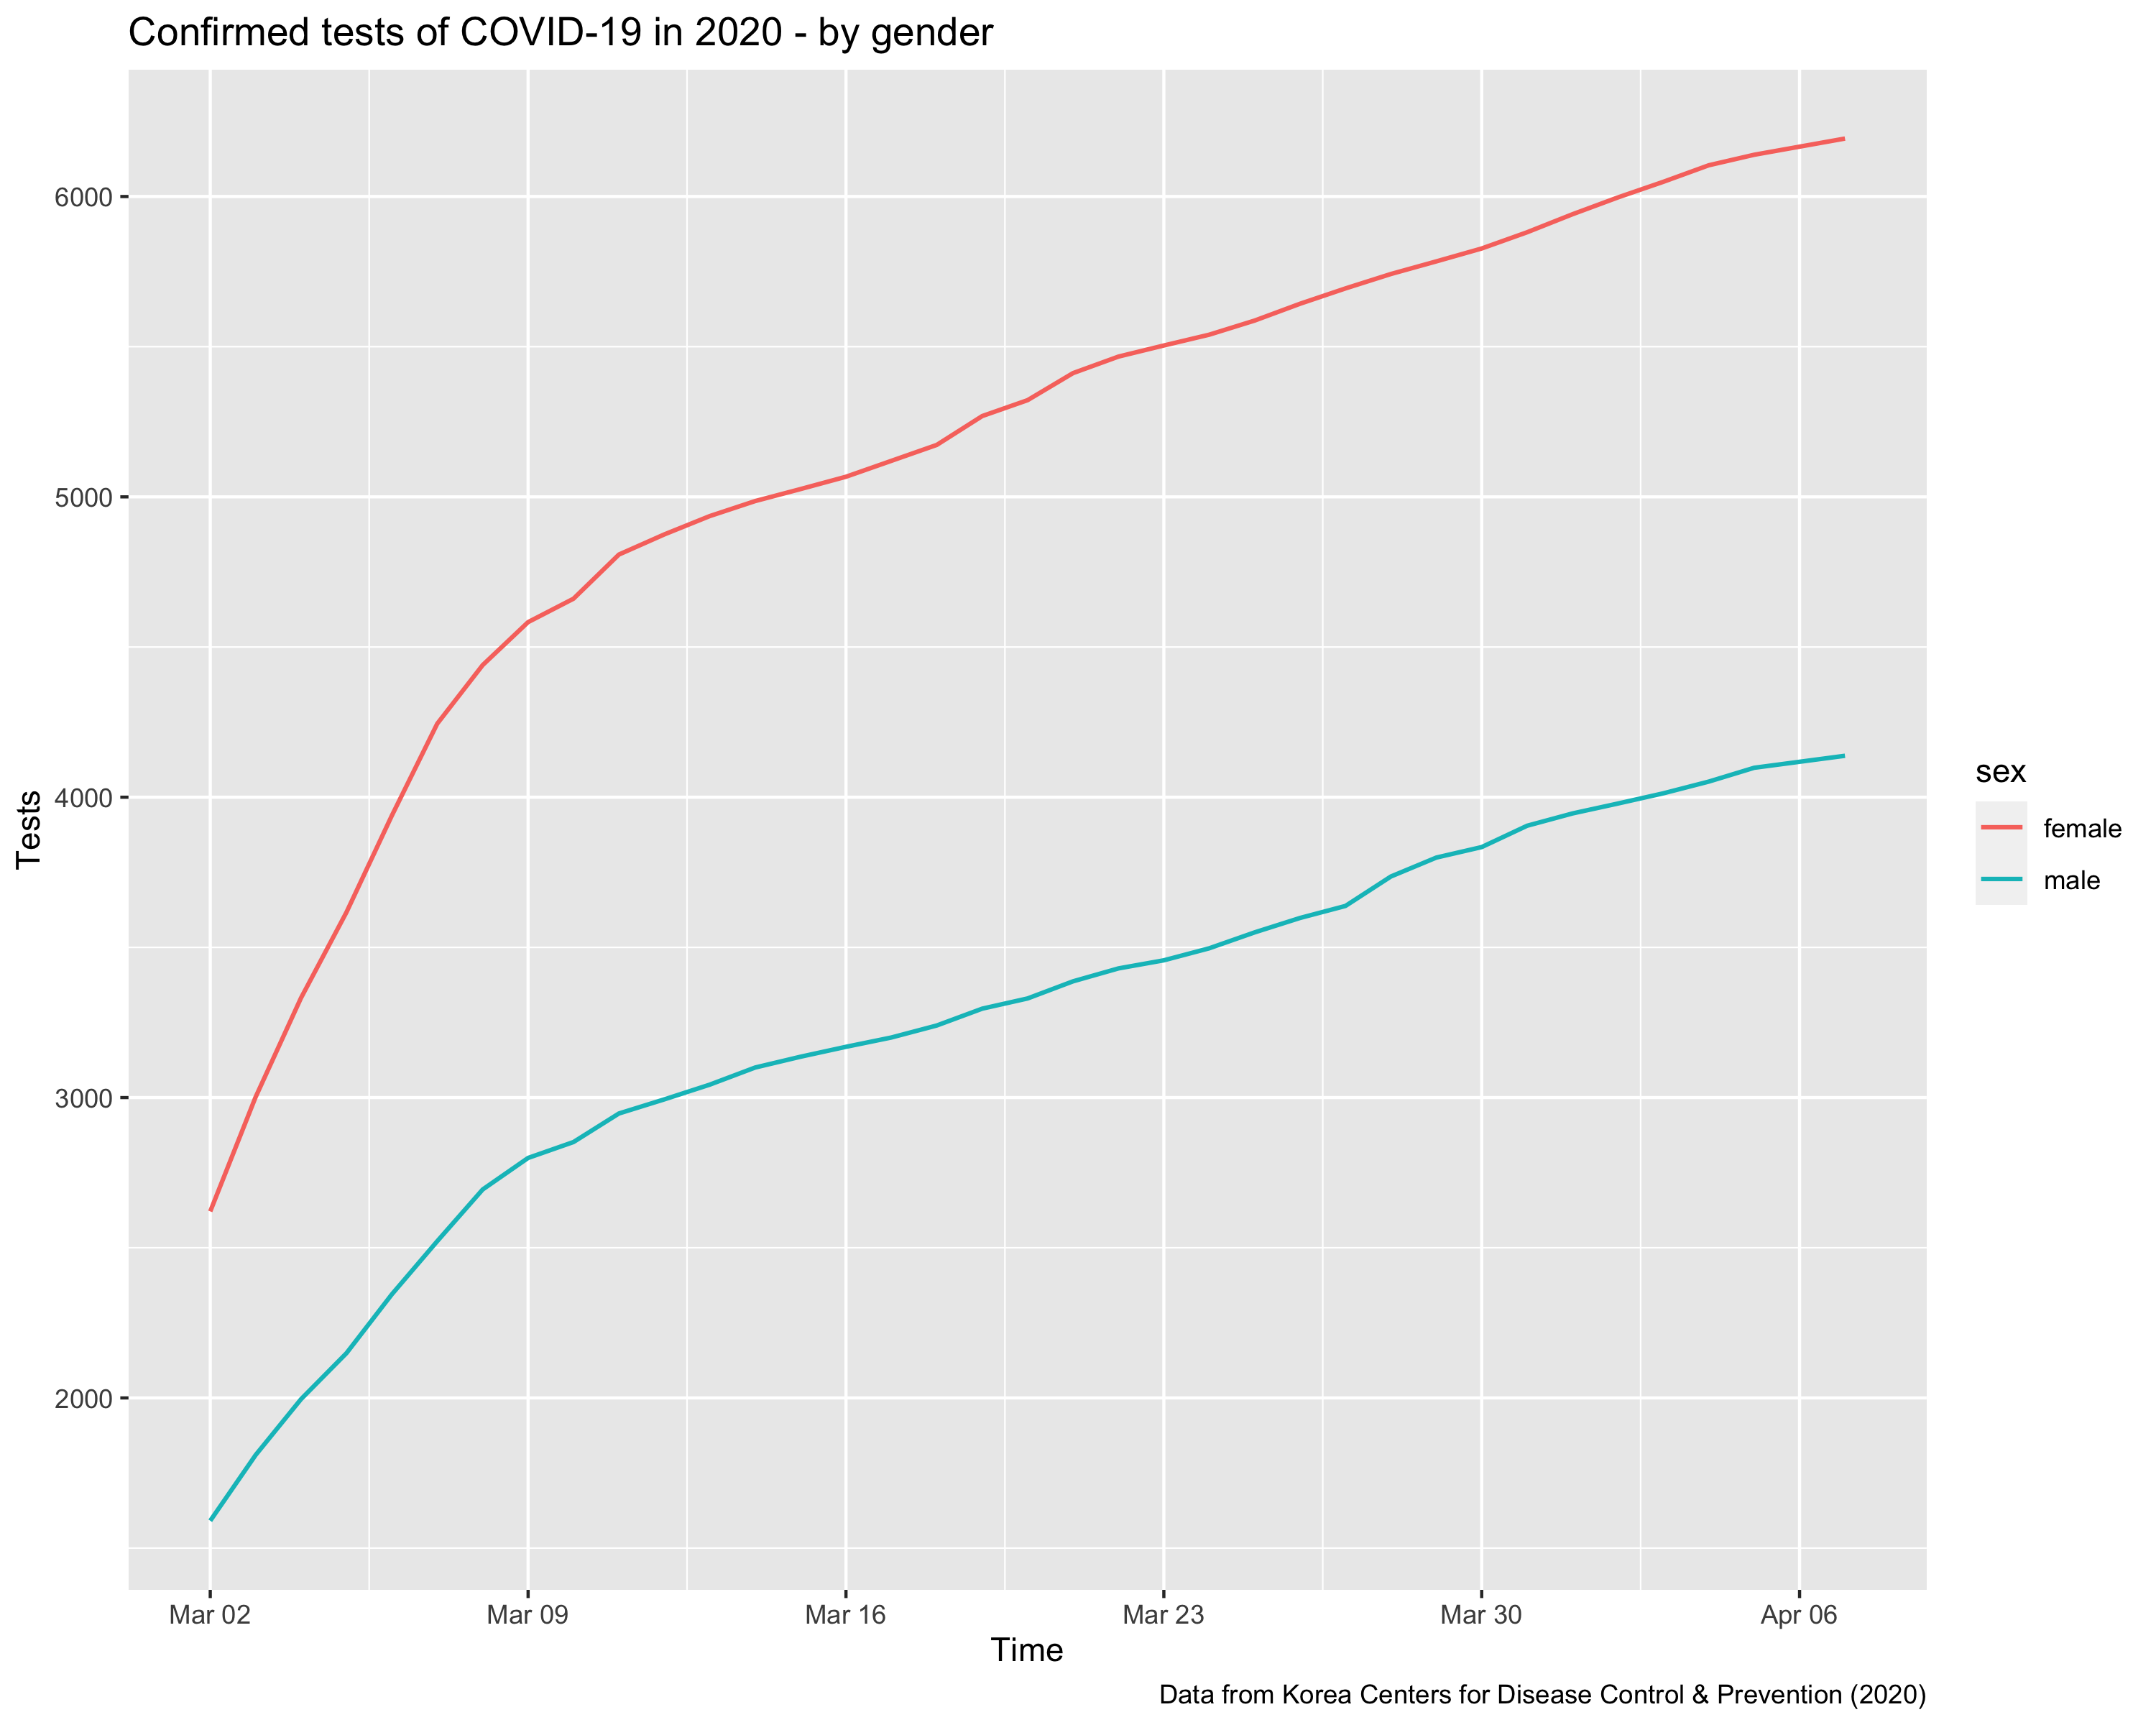 Confirmed tests of COVID-19 in 2020 - by gender
Tests
6000
5000
4000
3000
2000
Mar 02
Mar 09
Mar 16
Mar 23
Mar 30
Apr 06
Time
sex
female
male
Data from Korea Centers for Disease Control & Prevention (2020)